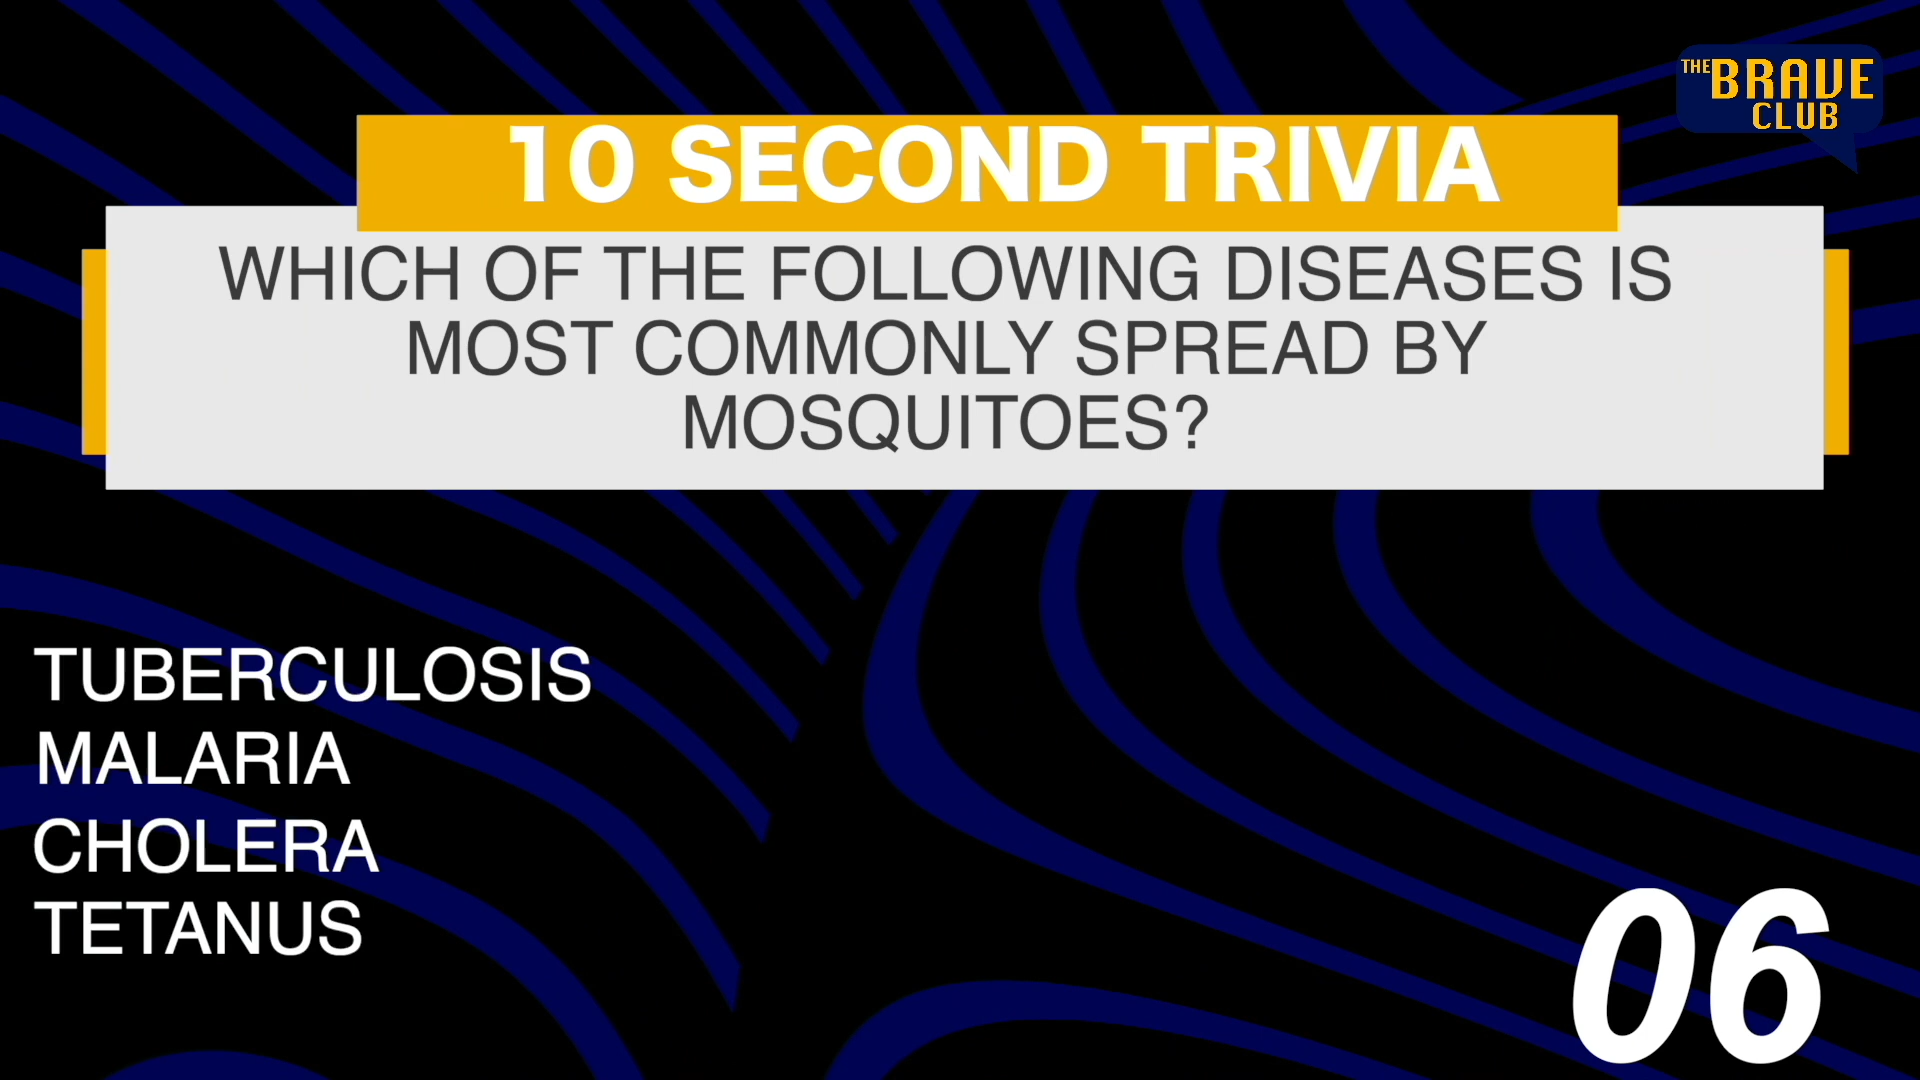 THE BRAVE
CLUB
10 SECOND TRIVIA
WHICH OF THE FOLLOWING DISEASES IS
MOST COMMONLY SPREAD BY
MOSQUITOES?
TUBERCULOSIS
MALARIA
CHOLERA
TETANUS
06